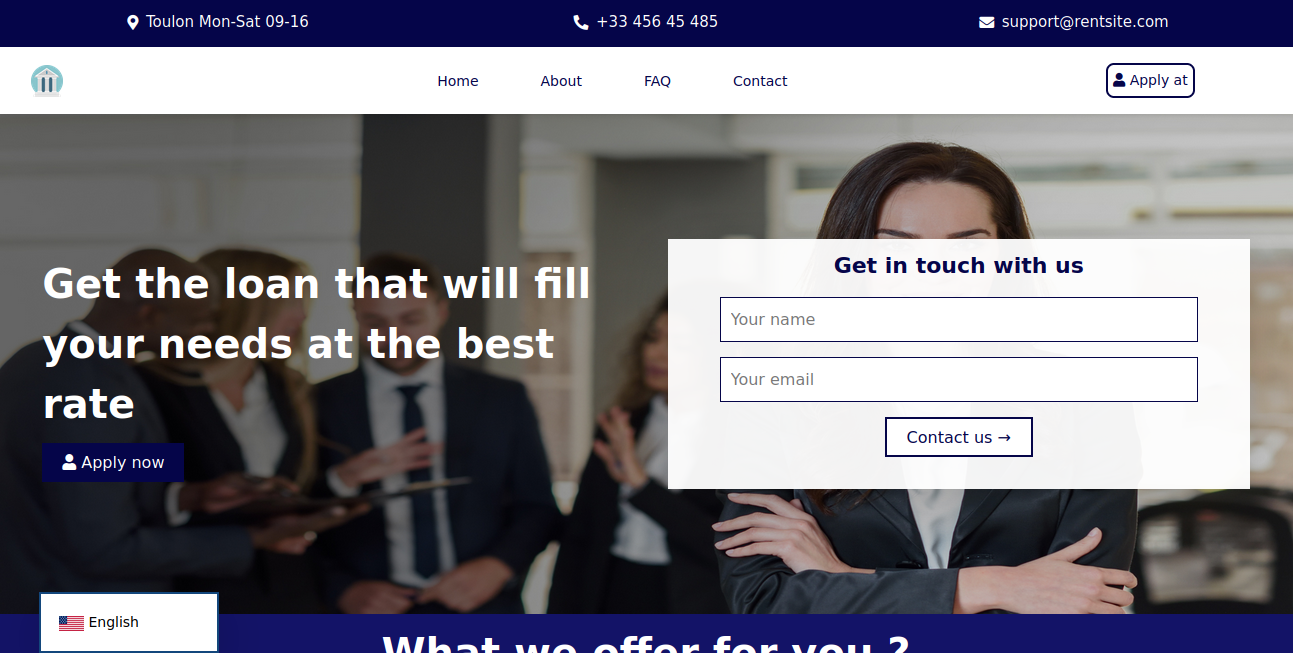 Toulon Mon-Sat 09-16
+33 456 45 485
support@rentsite.com
Home
About
FAQ
Contact
Apply at
Get the loan that will fill
your needs at the best
rate
Apply now
Get in touch with us
Your name
Your email
Contact us →
English
What we offer for you ?